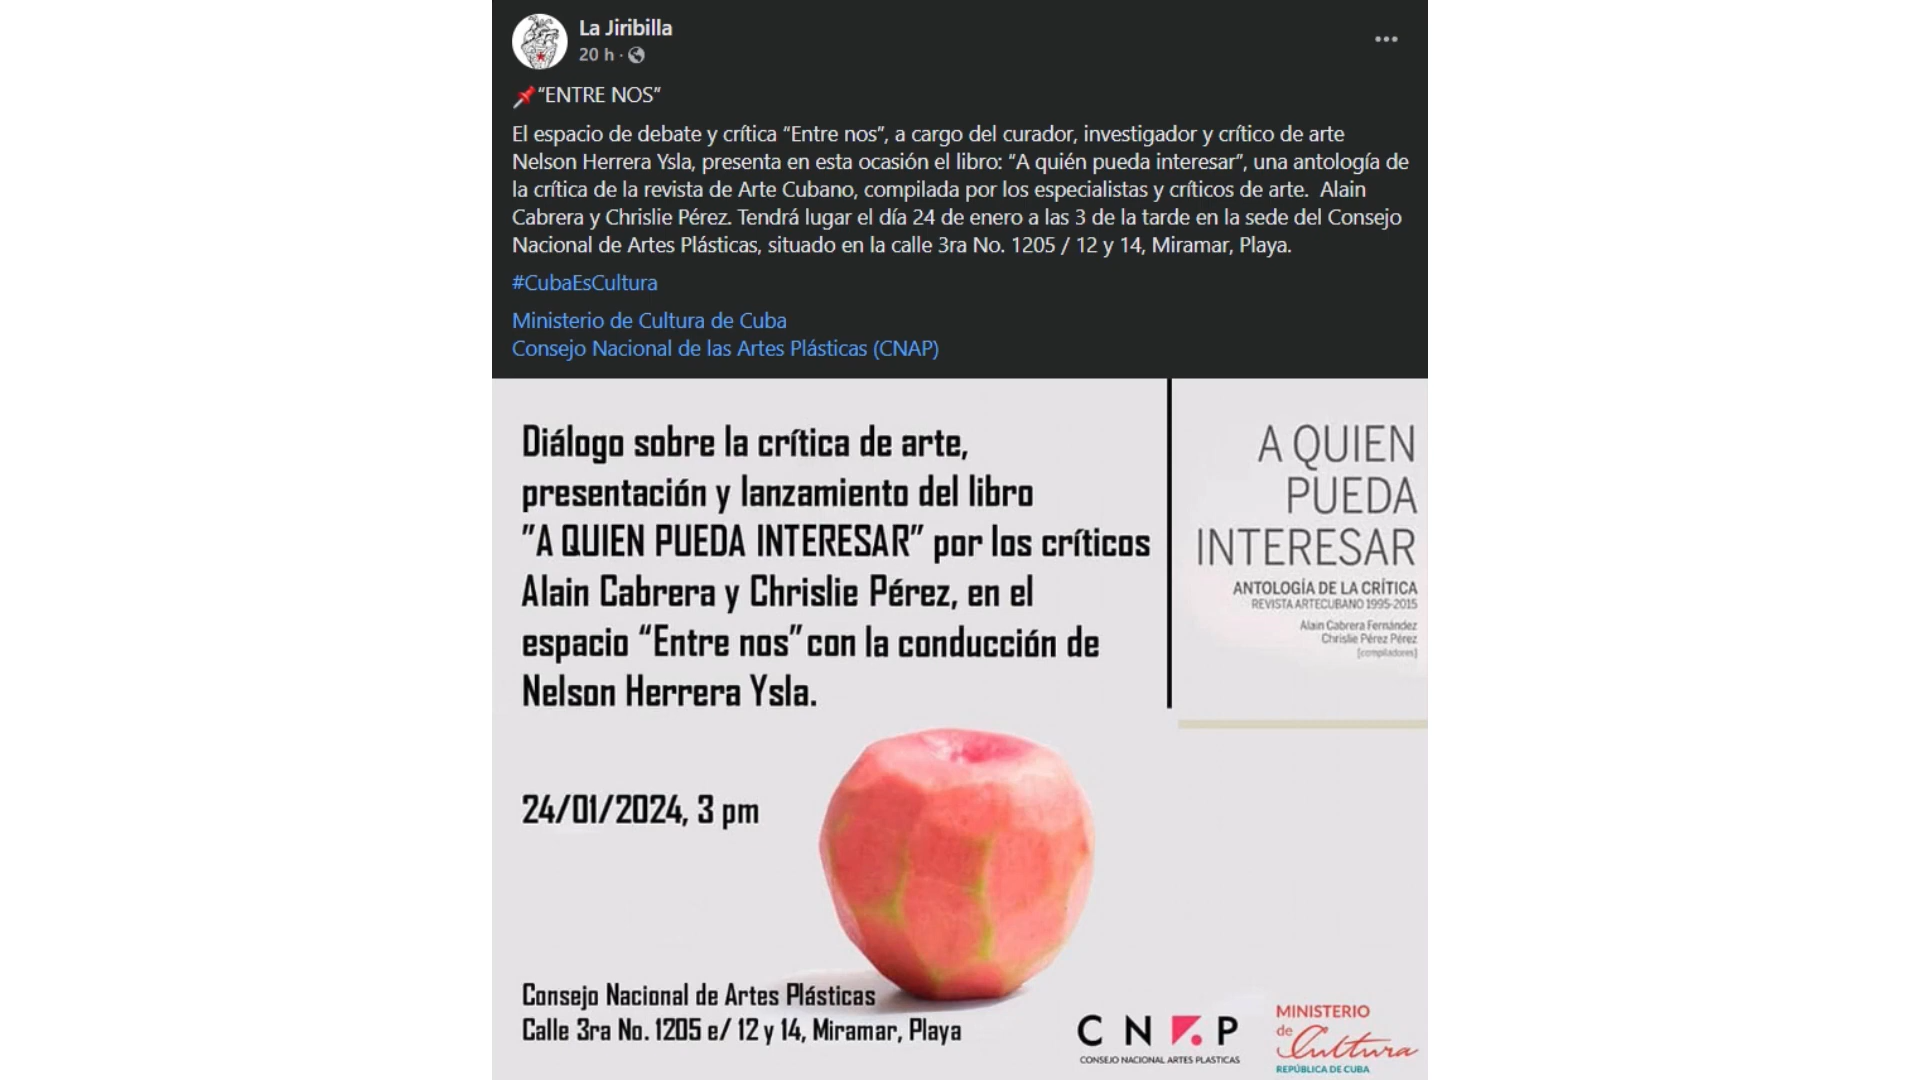 La Jiribilla
20 h ·
“ENTRE NOS”
El espacio de debate y crítica “Entre nos”, a cargo del curador, investigador y crítico de arte
Nelson Herrera Ysla, presenta en esta ocasión el libro: “A quién pueda interesar”, una antología de
la crítica de la revista de Arte Cubano, compilada por los especialistas y críticos de arte. Alain
Cabrera y Chrislie Pérez. Tendrá lugar el día 24 de enero a las 3 de la tarde en la sede del Consejo
Nacional de Artes Plásticas, situado en la calle 3ra No. 1205 / 12 y 14, Miramar, Playa.
#CubaEsCultura
Ministerio de Cultura de Cuba
Consejo Nacional de las Artes Plásticas (CNAP)
Diálogo sobre la crítica de arte,
presentación y lanzamiento del libro
”A QUIEN PUEDA INTERESAR” por los críticos
Alain Cabrera y Chrislie Pérez, en el
espacio “Entre nos” con la conducción de
Nelson Herrera Ysla.
A QUIEN
PUEDA
INTERESAR
ANTOLOGÍA DE LA CRÍTICA
REVISTA ARTECUBANO 1995-2015
Alain Cabrera Fernández
Chrislie Pérez Pérez
[compiladores]
24/01/2024, 3 pm
Consejo Nacional de Artes Plásticas
Calle 3ra No. 1205 e/ 12 y 14, Miramar, Playa
CNAP
CONSEJO NACIONAL ARTES PLASTICAS
MINISTERIO
de Cultura
REPÚBLICA DE CUBA